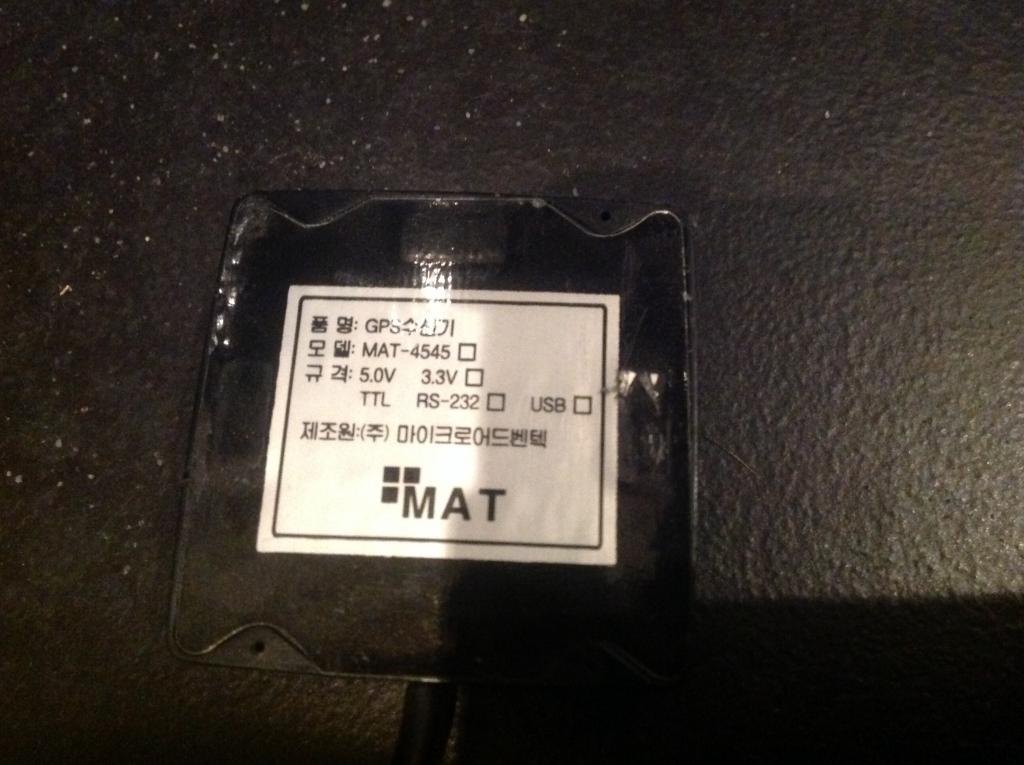 품 명: GPS수신기
모 델: MAT-4545 □
규 격: 5.0V 3.3V □
TTL RS-232 □ USB □
제조원:(주) 마이크로어드벤텍
MAT